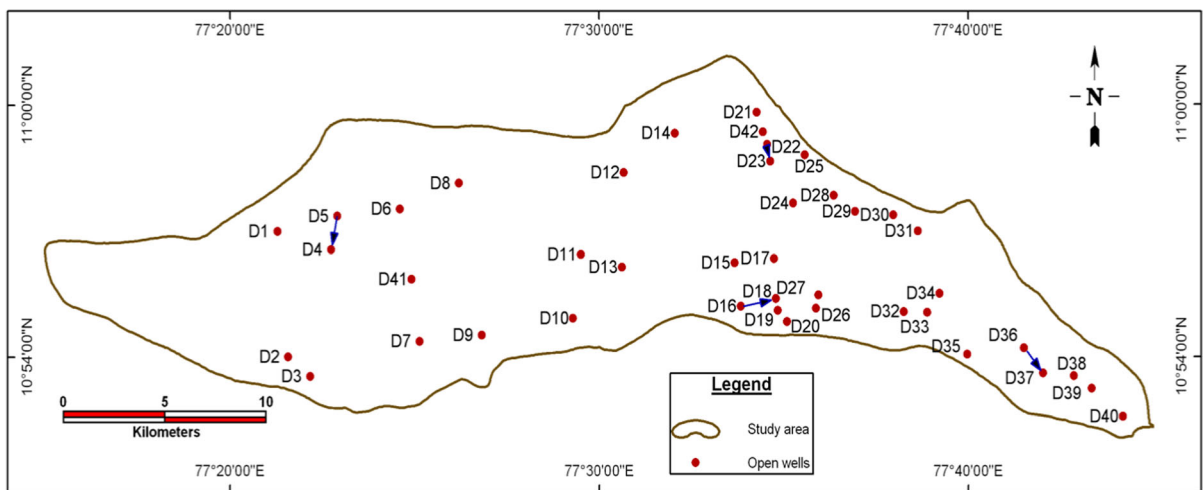 77°20'00"E
77°30'00"E
77°40'00"E
11°00'00"N
11°00'00"N
N
D21
D14
D42
D22
D23
D25
D12
D8
D28
D24
D6
D29
D30
D5
D1
D31
D4
D11
D17
D15
D13
D41
D34
D18
D27
D16
D26
D32
D19
D33
D10
D20
D9
D7
D36
D35
D2
10°54'00"N
10°54'00"N
D38
D3
D37
D39
D40
0
5
10
Kilometers
Legend
Study area
Open wells
77°20'00"E
77°30'00"E
77°40'00"E